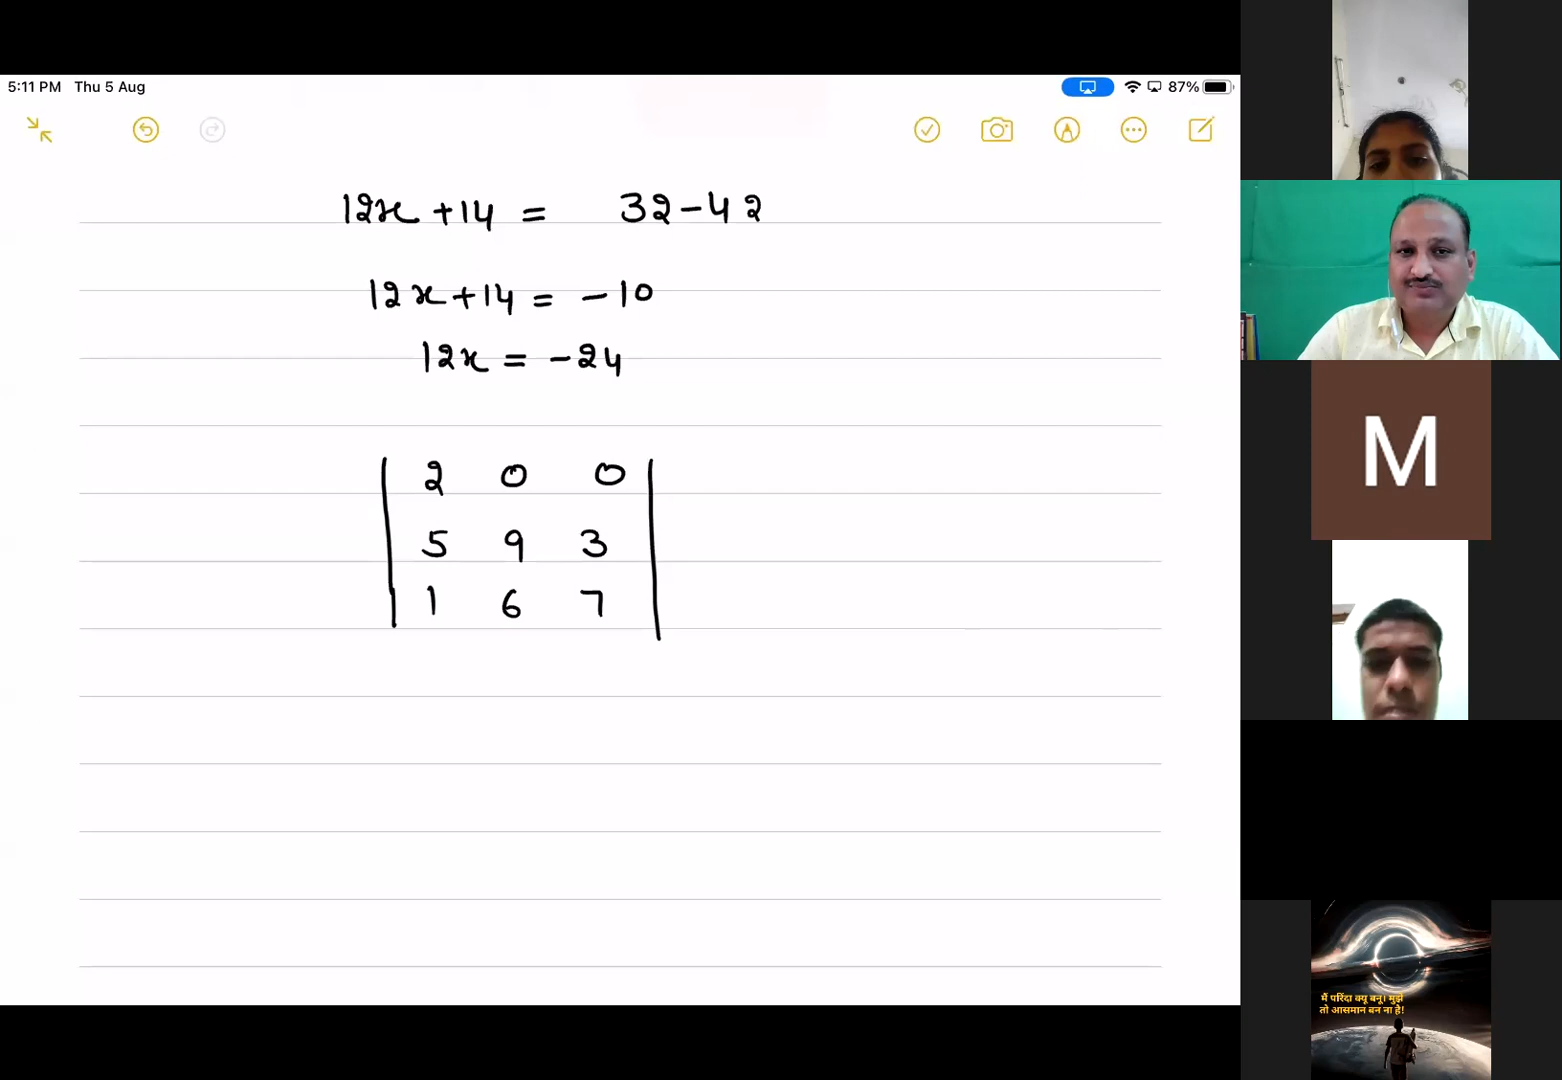 5:11 PM Thu 5 Aug 87%
12x + 14 = 32 - 42
12x + 14 = -10
12x = -24
2 0 0
5 9 3
1 6 7
M
मैं परिंदा क्यू बनू। मुझे
तो आसमान बन ना है!